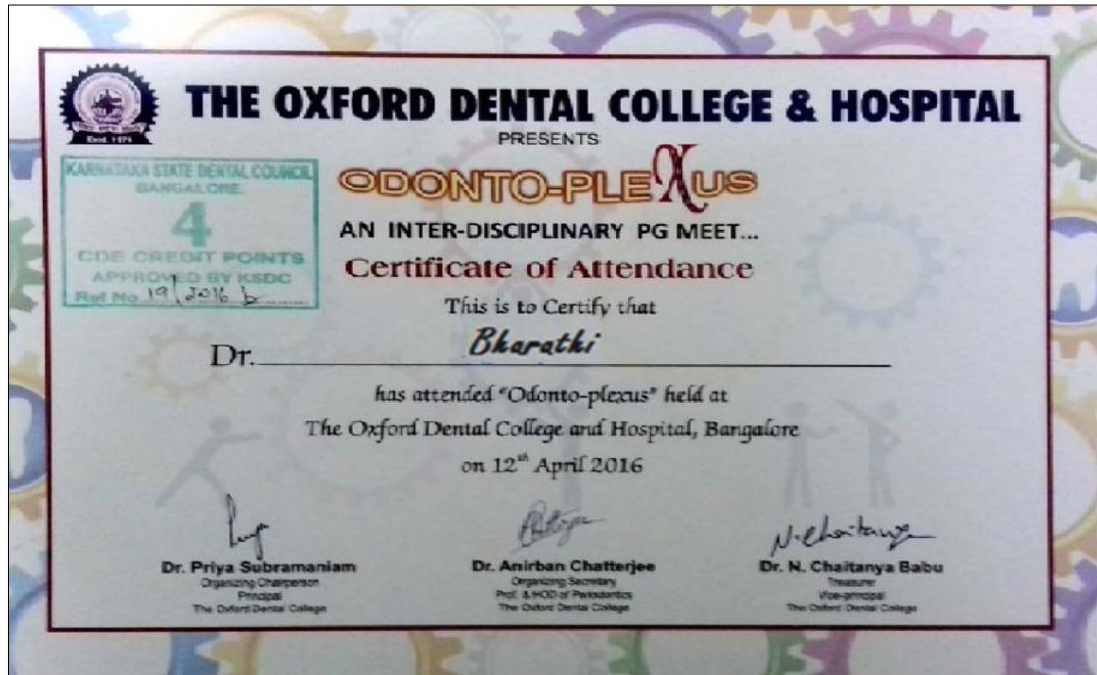 THE OXFORD DENTAL COLLEGE & HOSPITAL
Estd. 1971
PRESENTS
KARNATAKA STATE DENTAL COUNCIL
BANGALORE.
4
CDE CREDIT POINTS
APPROVED BY KSDC
Ref No 19/2016 b
ODONTO-PLEXUS
AN INTER-DISCIPLINARY PG MEET...
Certificate of Attendance
This is to Certify that
Dr. Bharathi
has attended "Odonto-plexus" held at
The Oxford Dental College and Hospital, Bangalore
on 12th April 2016
N. Chaitanya
Dr. Priya Subramaniam
Organizing Chairperson
Principal
The Oxford Dental College
Dr. Anirban Chatterjee
Organizing Secretary
Prof. & HOD of Periodontics
The Oxford Dental College
Dr. N. Chaitanya Babu
Treasurer
Vice-principal
The Oxford Dental College